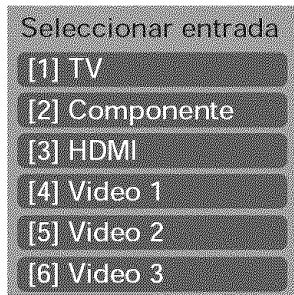 Seleccionar entrada
[1] TV
[2] Componente
[3] HDMI
[4] Video 1
[5] Video 2
[6] Video 3